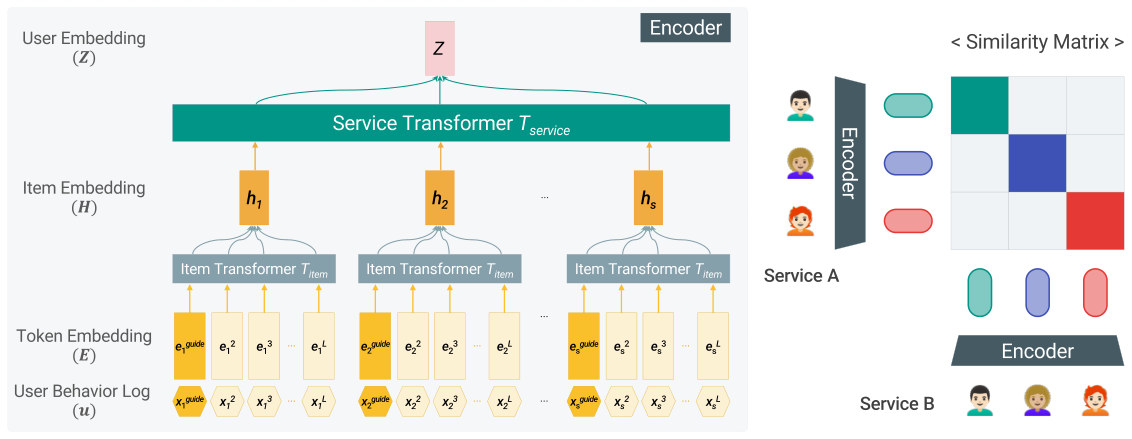 User Embedding
(Z)
Encoder
Z
Service Transformer T_service
Item Embedding
(H)
h_1 h_2 ... h_s
Item Transformer T_item Item Transformer T_item Item Transformer T_item
Token Embedding
(E)
e_1^guide e_1^2 e_1^3 ... e_1^L e_2^guide e_2^2 e_2^3 ... e_2^L ... e_s^guide e_s^2 e_s^3 ... e_s^L
User Behavior Log
(u)
x_1^guide x_1^2 x_1^3 ... x_1^L x_2^guide x_2^2 x_2^3 ... x_2^L ... x_s^guide x_s^2 x_s^3 ... x_s^L
< Similarity Matrix >
Encoder
Service A
Encoder
Service B